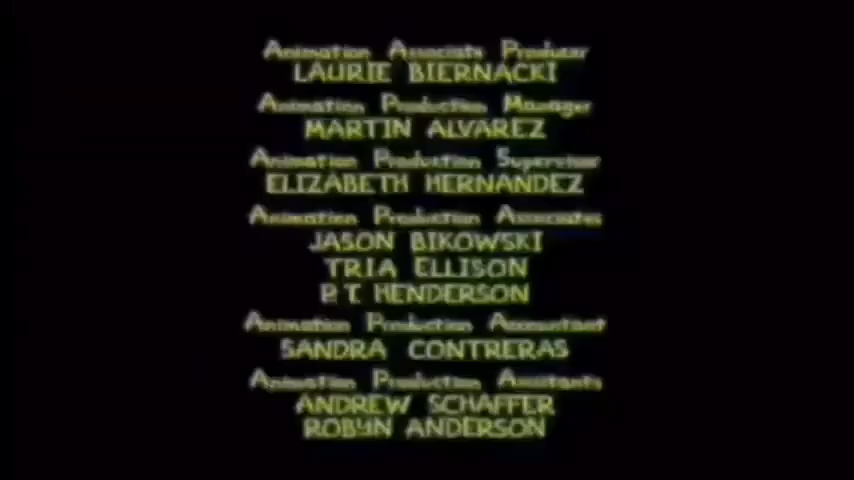 Animation Associate Producer
LAURIE BIERNACKI
Animation Production Manager
MARTIN ALVAREZ
Animation Production Supervisor
ELIZABETH HERNANDEZ
Animation Production Associates
JASON BIKOWSKI
TRIA ELLISON
P.T. HENDERSON
Animation Production Accountant
SANDRA CONTRERAS
Animation Production Assistants
ANDREW SCHAFFER
ROBYN ANDERSON